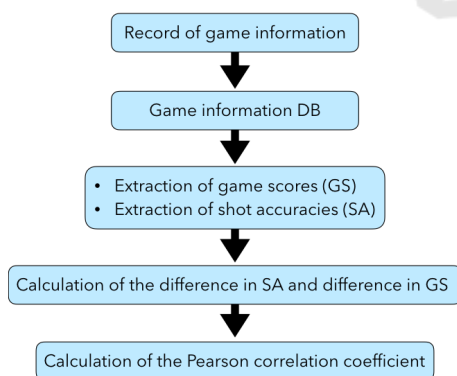 Record of game information
Game information DB
• Extraction of game scores (GS)
• Extraction of shot accuracies (SA)
Calculation of the difference in SA and difference in GS
Calculation of the Pearson correlation coefficient